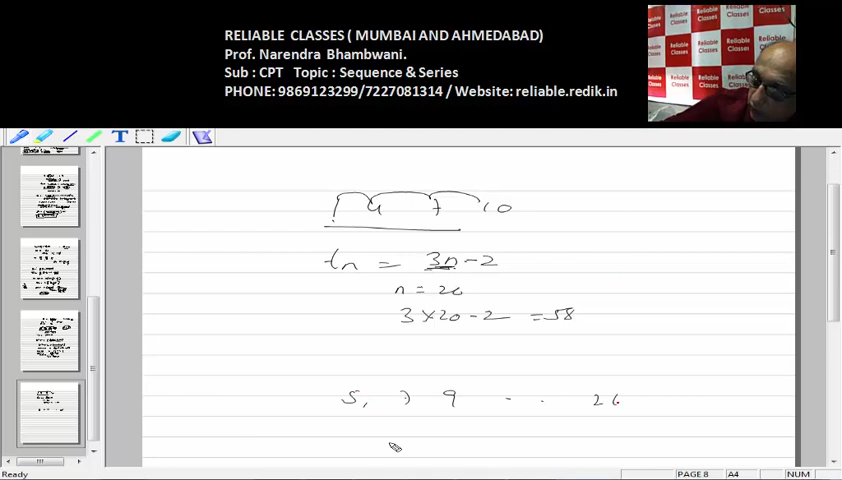 RELIABLE CLASSES ( MUMBAI AND AHMEDABAD)
Prof. Narendra Bhambwani.
Sub : CPT Topic : Sequence & Series
PHONE: 9869123299/7227081314 / Website: reliable.redik.in
Reliable Classes
T
1 4 7 10
tn = 3n-2
n = 20
3 × 20 - 2 = 58
5, 9 . .
Ready PAGE 8 A4 NUM